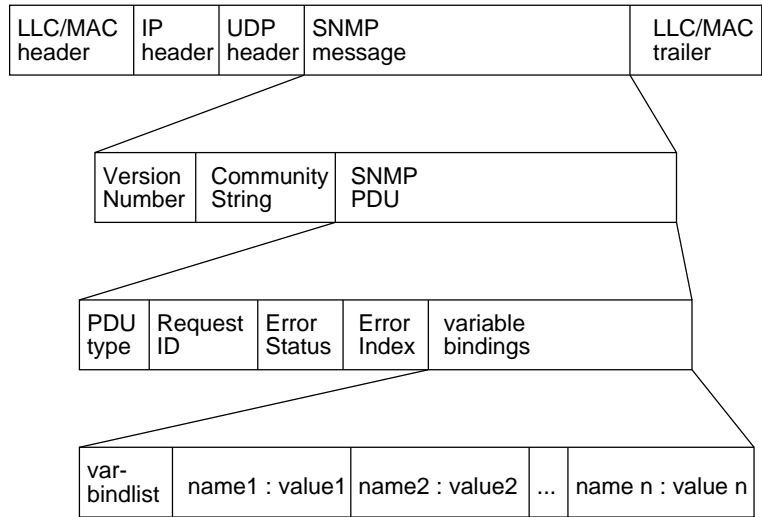 LLC/MAC header
IP header
UDP header
SNMP message
LLC/MAC trailer
Version Number
Community String
SNMP PDU
PDU type
Request ID
Error Status
Error Index
variable bindings
var-bindlist
name1 : value1
name2 : value2
...
name n : value n